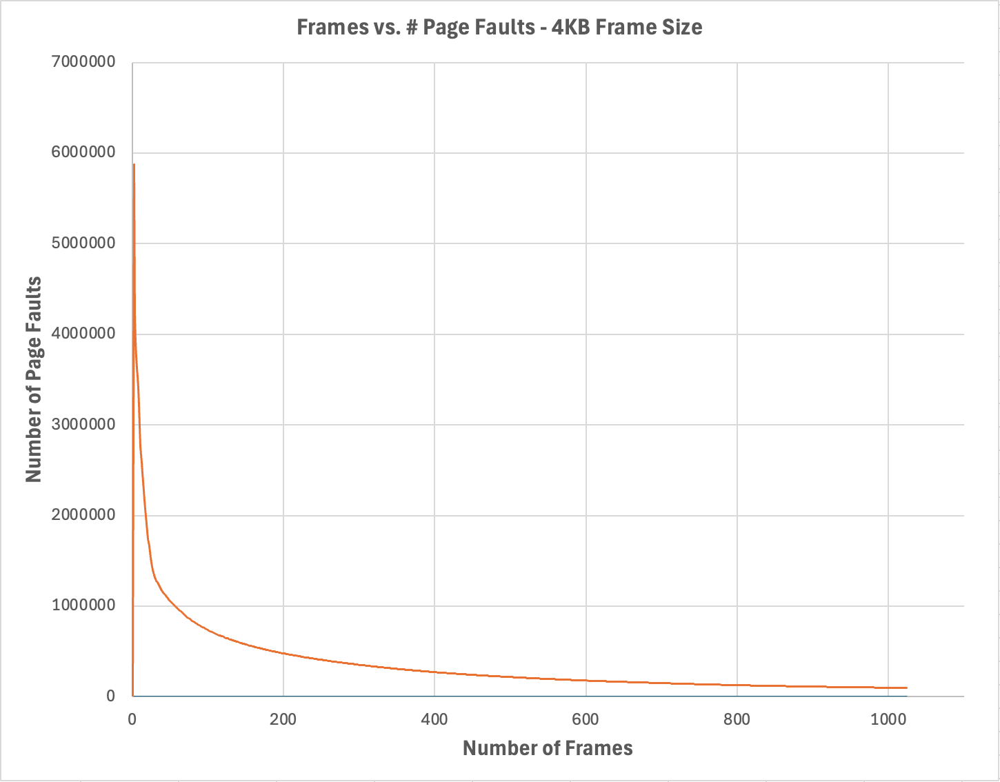 Frames vs. # Page Faults - 4KB Frame Size
7000000
6000000
5000000
4000000
3000000
2000000
1000000
0
Number of Page Faults
0 200 400 600 800 1000
Number of Frames